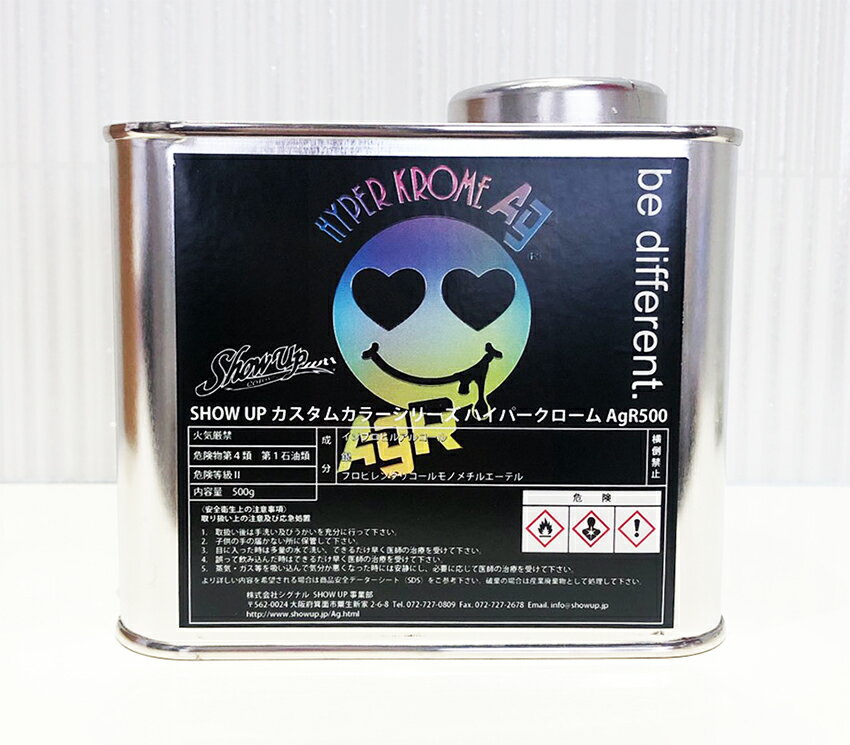 HYPER KROME Ag
be different.
Show Up
SHOW UP カスタムカラーシリーズ ハイパークローム AgR500
AgR
火気厳禁
危険物第4類 第1石油類
危険等級II
内容量 500g
成分
イソプロピルアルコール
銀
プロピレングリコールモノメチルエーテル
横倒禁止
危険
〈安全衛生上の注意事項〉
取り扱い上の注意及び応急処置
1. 取扱い後は手洗い及びうがいを充分に行って下さい。
2. 子供の手の届かない所に保管して下さい。
3. 目に入った時は多量の水で洗い、できるだけ早く医師の治療を受けて下さい。
4. 誤って飲み込んだ時はできるだけ早く医師の治療を受けて下さい。
5. 蒸気・ガス等を吸い込んで気分が悪くなった時には安静にし、必要に応じて医師の治療を受けて下さい。
より詳しい内容を希望される場合は商品安全データーシート（SDS）をご参考下さい。破棄の場合は産業廃棄物として処理して下さい。
株式会社シグナル SHOW UP 事業部
〒562-0024 大阪府箕面市粟生新家 2-6-8 Tel. 072-727-0809 Fax. 072-727-2678 Email. info@showup.jp
http://www.showup.jp/Ag.html